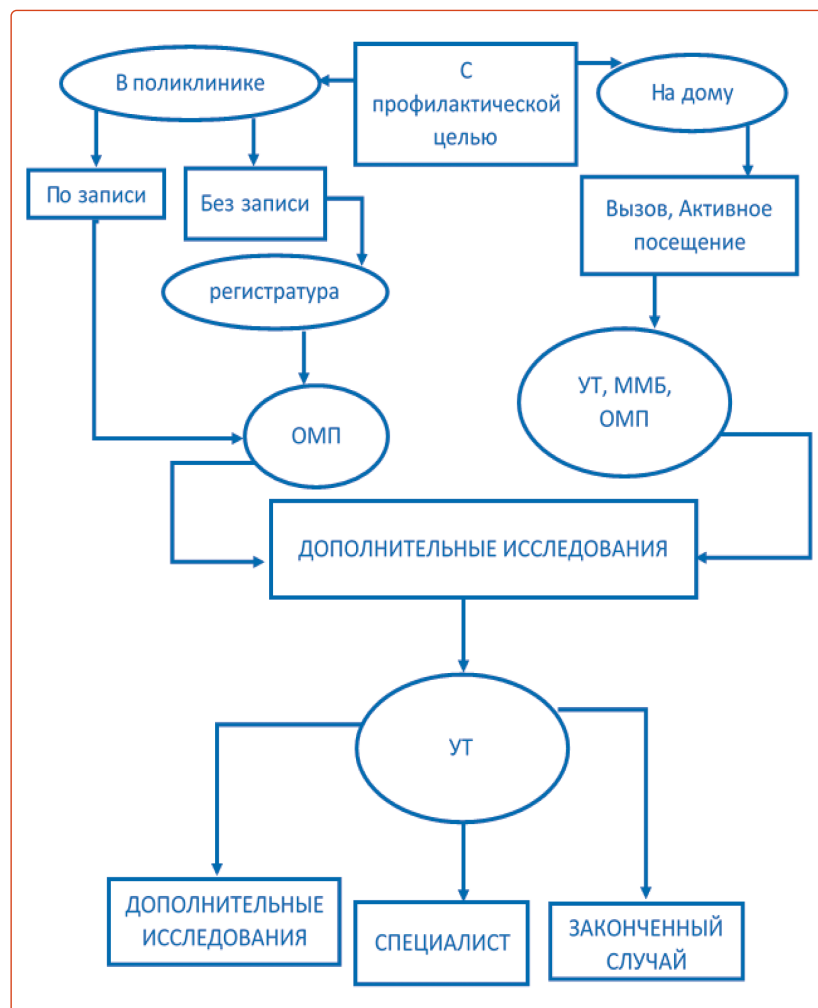 В поликлинике
С
профилактической
целью
На дому
По записи
Без записи
Вызов, Активное
посещение
регистратура
УТ, ММБ,
ОМП
ОМП
ДОПОЛНИТЕЛЬНЫЕ ИССЛЕДОВАНИЯ
УТ
ДОПОЛНИТЕЛЬНЫЕ
ИССЛЕДОВАНИЯ
СПЕЦИАЛИСТ
ЗАКОНЧЕННЫЙ
СЛУЧАЙ